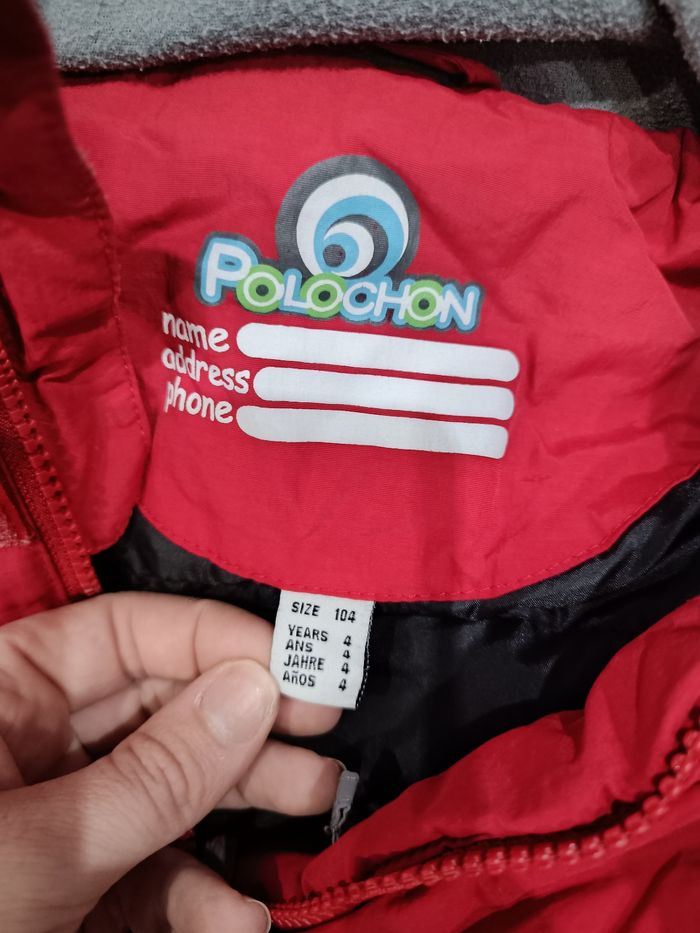 POLOCHON
name
address
phone
SIZE 104
YEARS 4
ANS 4
JAHRE 4
AñOS 4